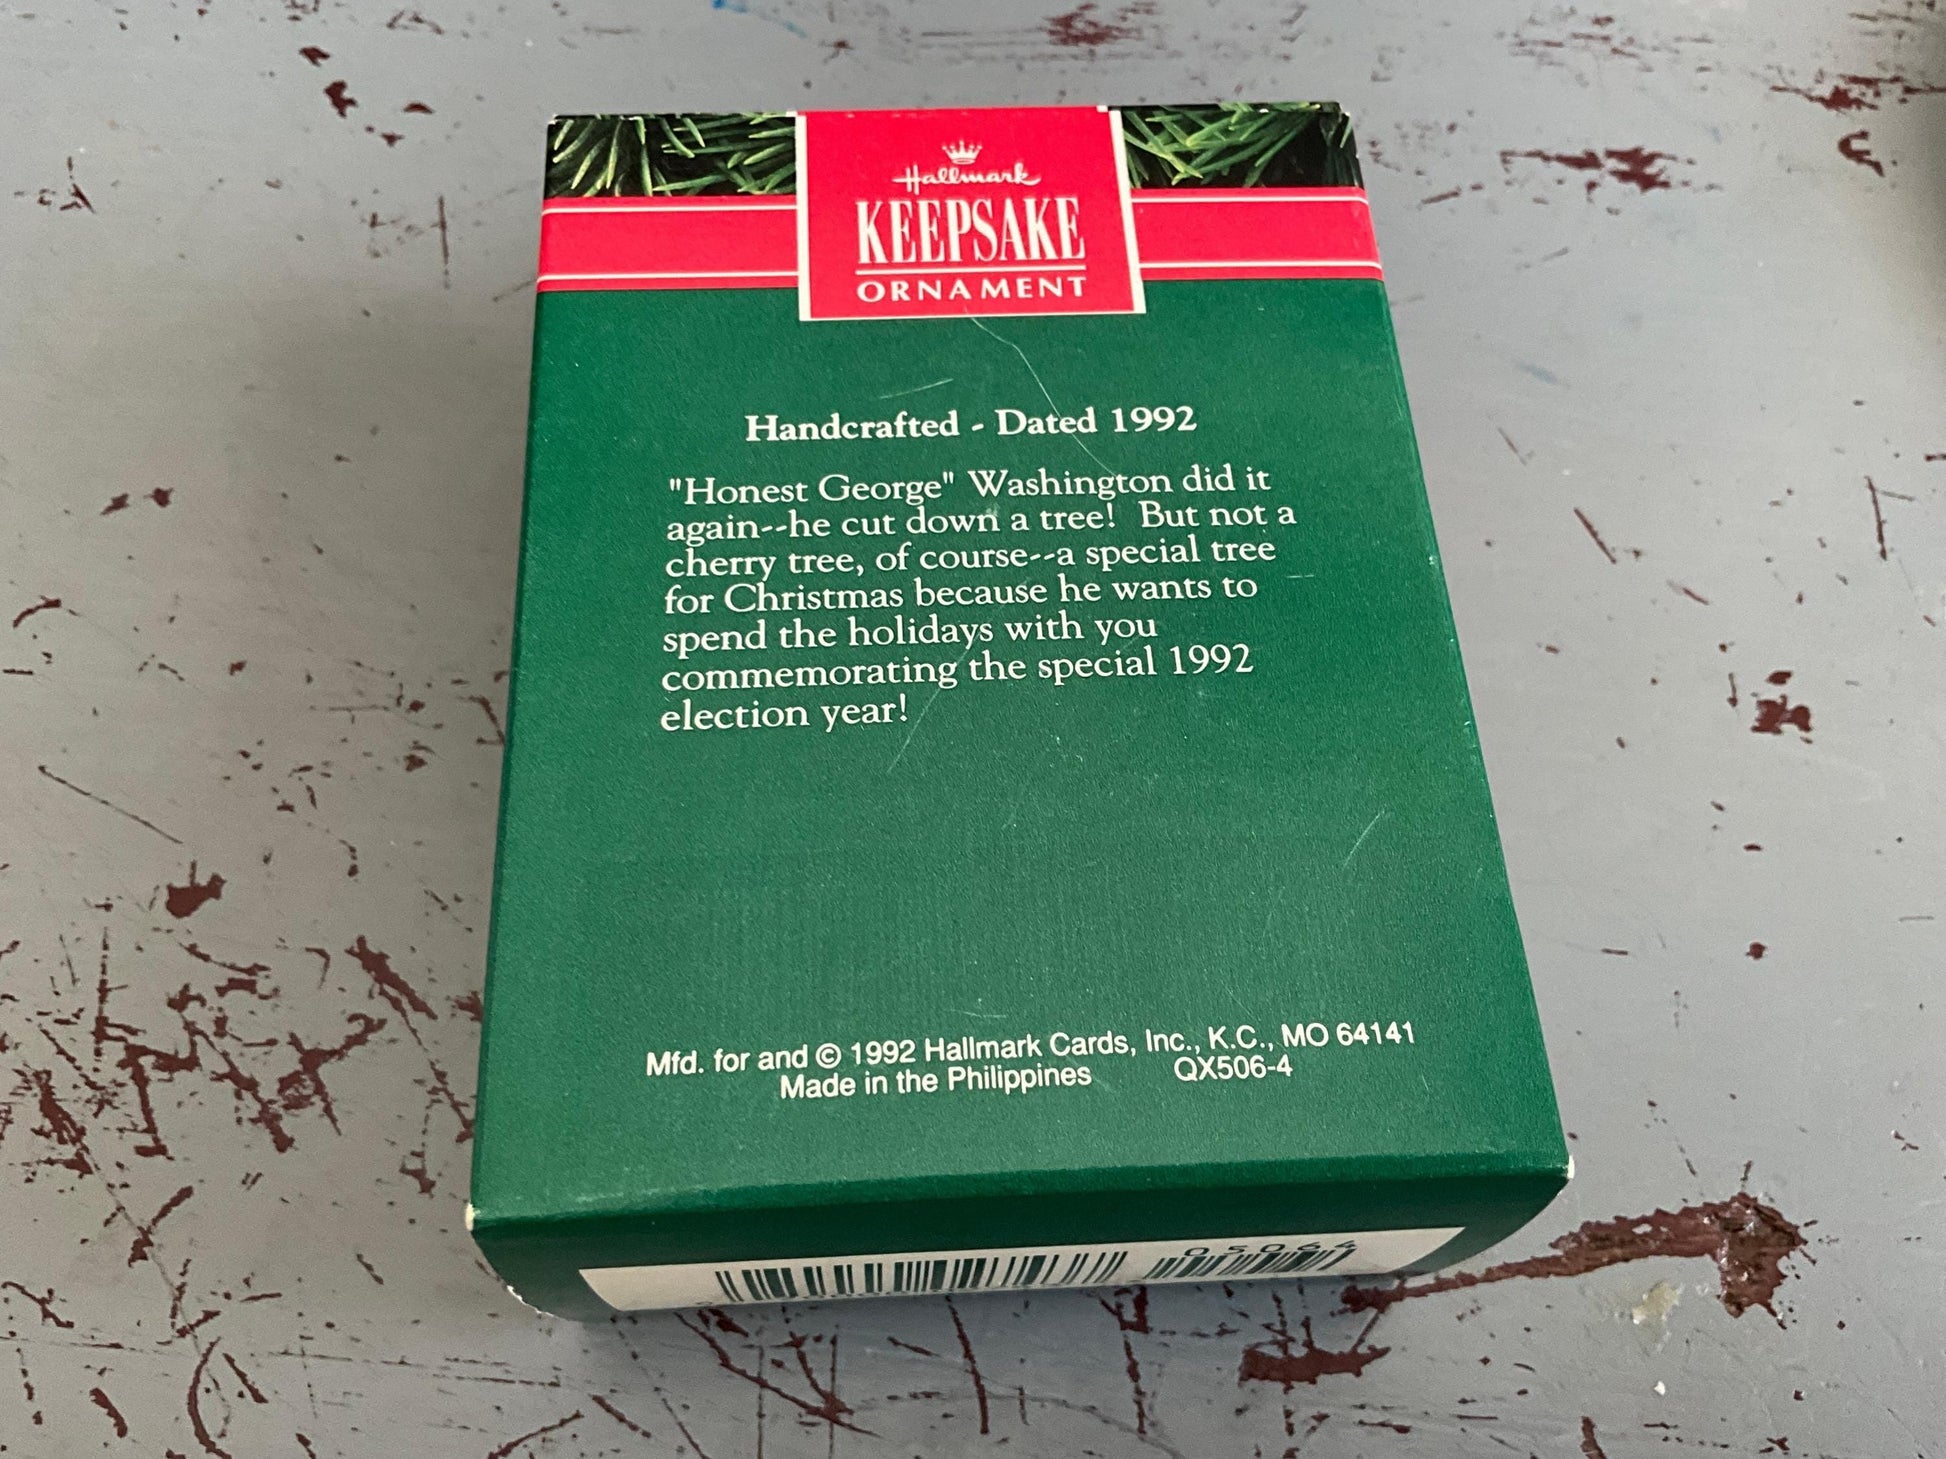 Hallmark
KEEPSAKE
ORNAMENT
Handcrafted - Dated 1992
"Honest George" Washington did it
again--he cut down a tree! But not a
cherry tree, of course--a special tree
for Christmas because he wants to
spend the holidays with you
commemorating the special 1992
election year!
Mfd. for and © 1992 Hallmark Cards, Inc., K.C., MO 64141
Made in the Philippines QX506-4
05064